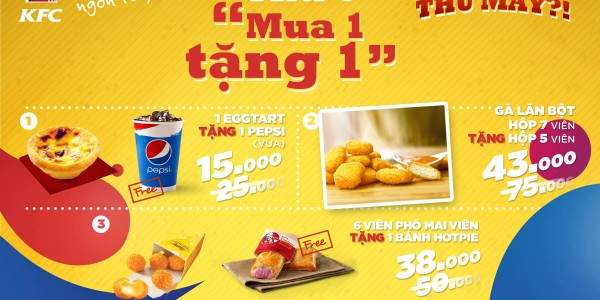 KFC
THỨ MẤY?!
“Mua 1
tặng 1”
1
1 EGGTART
TẶNG 1 PEPSI
(VỪA)
15.000
25.000
pepsi
Free
2
GÀ LĂN BỘT
HỘP 7 VIÊN
TẶNG HỘP 5 VIÊN
43.000
75.000
3
Free
KFC
6 VIÊN PHÔ MAI VIÊN
TẶNG 1 BÁNH HOTPIE
38.000
50.000